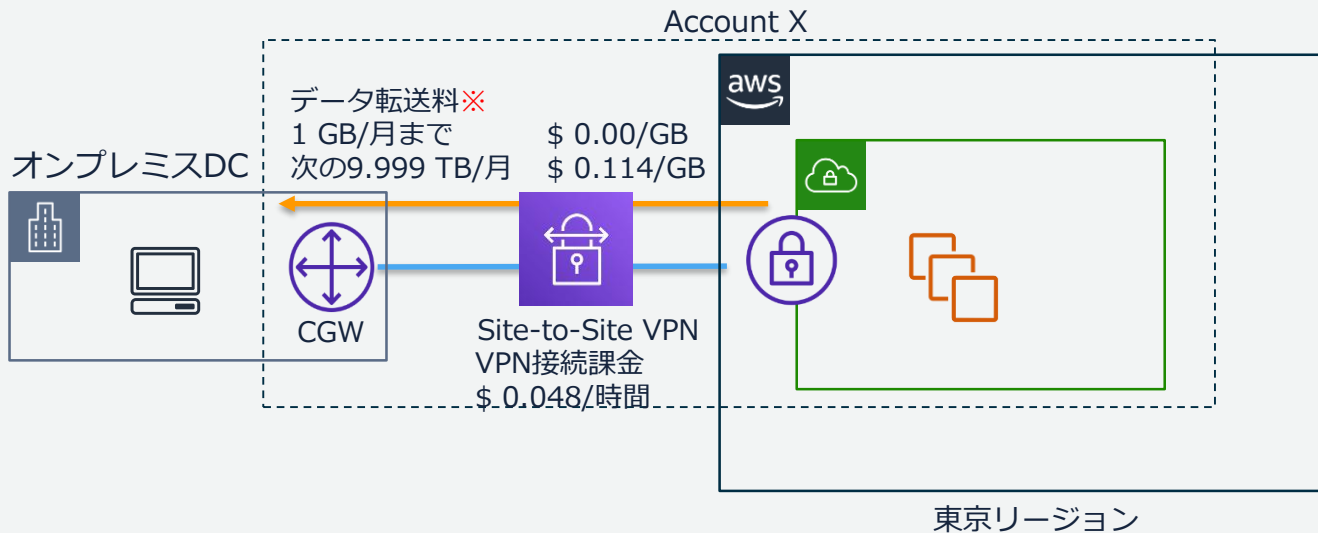 Account X
aws
データ転送料※
1 GB/月まで $ 0.00/GB
次の9.999 TB/月 $ 0.114/GB
オンプレミスDC
CGW
Site-to-Site VPN
VPN接続課金
$ 0.048/時間
東京リージョン